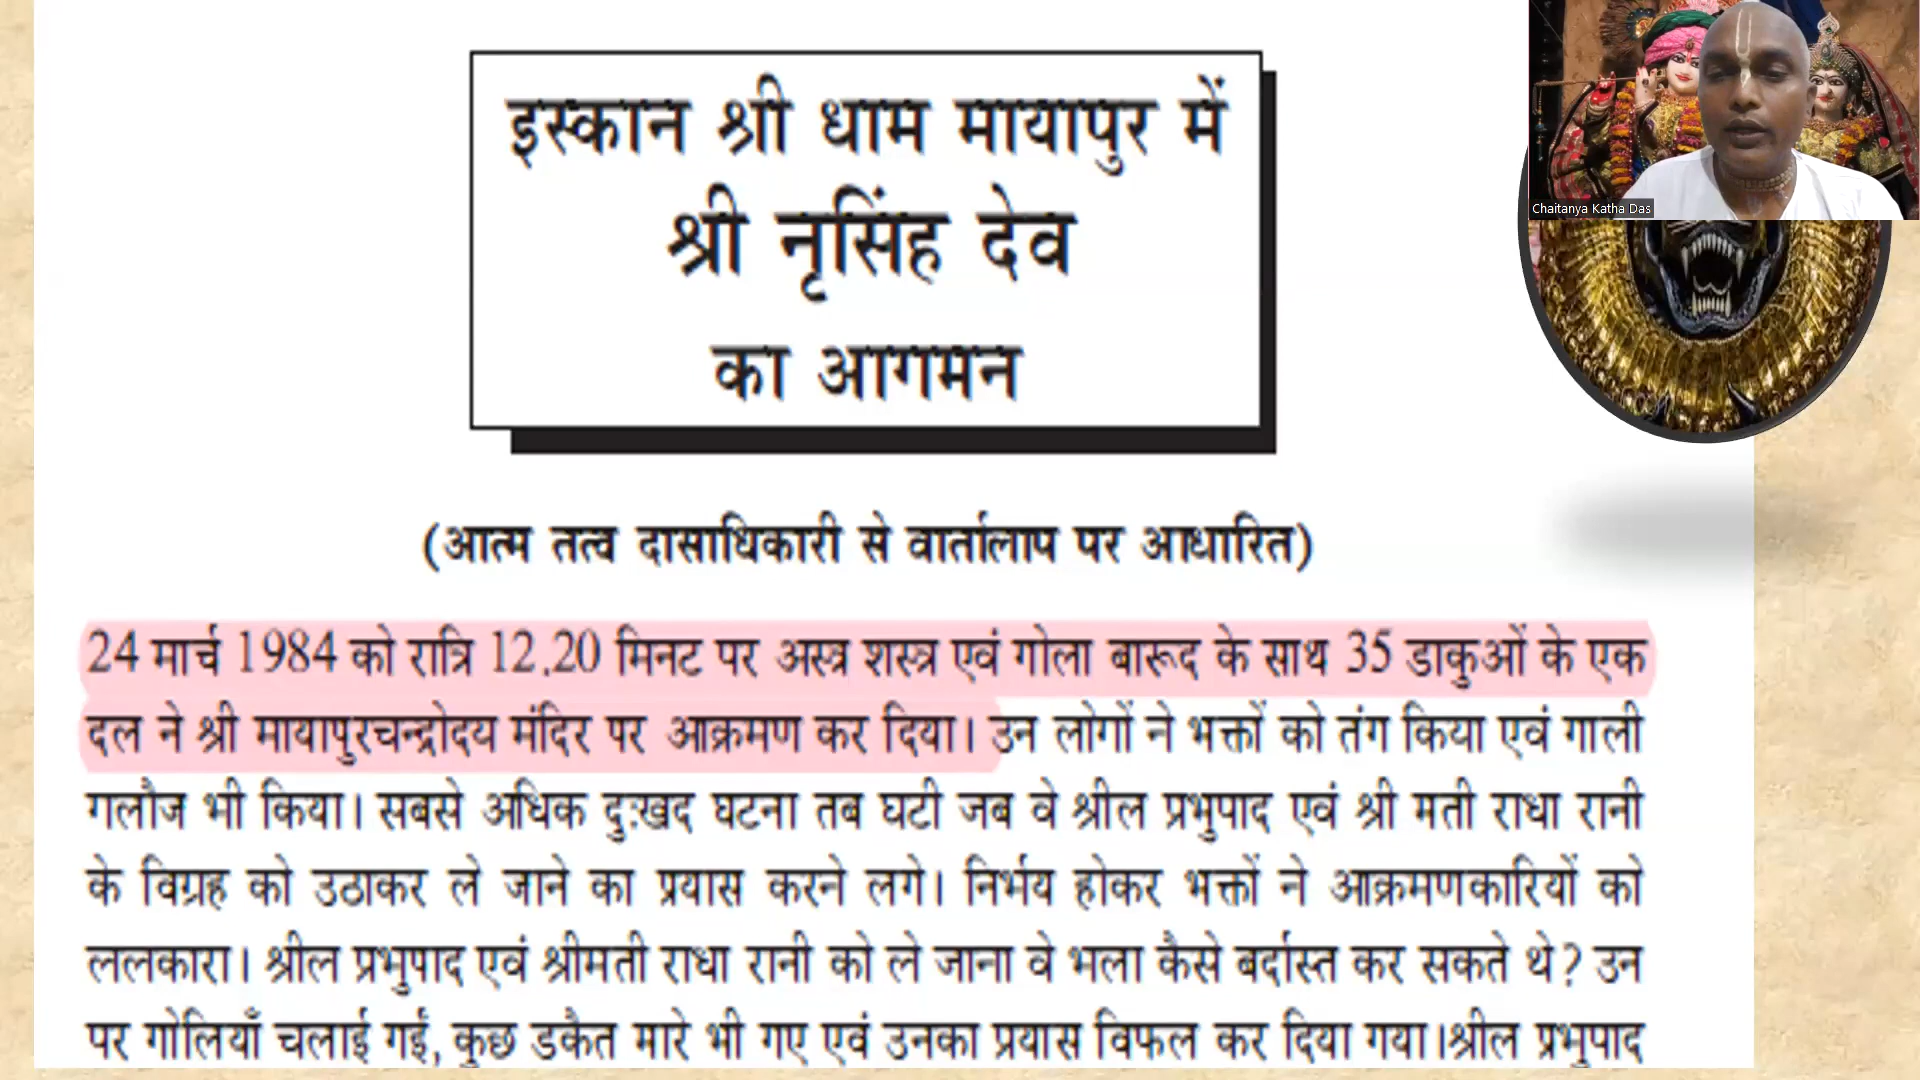 इस्कान श्री धाम मायापुर में
श्री नृसिंह देव
का आगमन
Chaitanya Katha Das
(आत्म तत्व दासाधिकारी से वार्तालाप पर आधारित)
24 मार्च 1984 को रात्रि 12.20 मिनट पर अस्त्र शस्त्र एवं गोला बारूद के साथ 35 डाकुओं के एक
दल ने श्री मायापुरचन्द्रोदय मंदिर पर आक्रमण कर दिया। उन लोगों ने भक्तों को तंग किया एवं गाली
गलौज भी किया। सबसे अधिक दुःखद घटना तब घटी जब वे श्रील प्रभुपाद एवं श्री मती राधा रानी
के विग्रह को उठाकर ले जाने का प्रयास करने लगे। निर्भय होकर भक्तों ने आक्रमणकारियों को
ललकारा। श्रील प्रभुपाद एवं श्रीमती राधा रानी को ले जाना वे भला कैसे बर्दास्त कर सकते थे? उन
पर गोलियाँ चलाई गईं, कुछ डकैत मारे भी गए एवं उनका प्रयास विफल कर दिया गया।श्रील प्रभुपाद